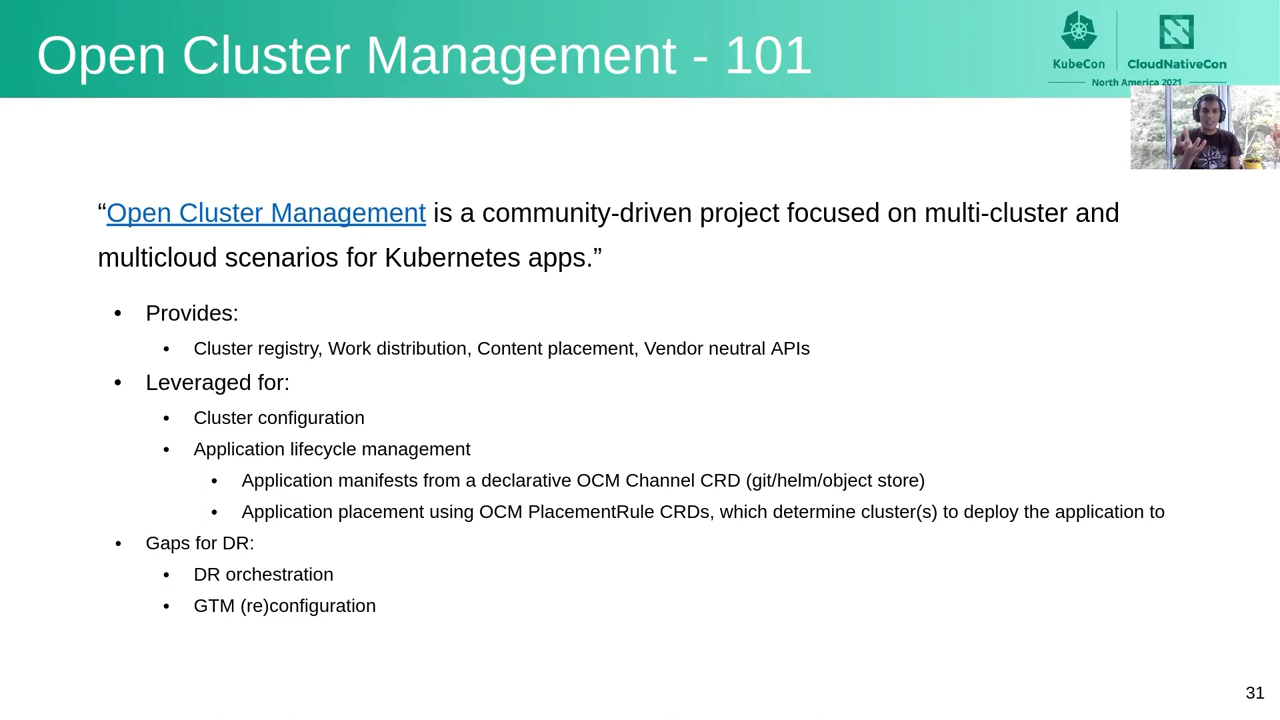 Open Cluster Management - 101
KubeCon
CloudNativeCon
North America 2021
“Open Cluster Management is a community-driven project focused on multi-cluster and
multicloud scenarios for Kubernetes apps.”
• Provides:
• Cluster registry, Work distribution, Content placement, Vendor neutral APIs
• Leveraged for:
• Cluster configuration
• Application lifecycle management
• Application manifests from a declarative OCM Channel CRD (git/helm/object store)
• Application placement using OCM PlacementRule CRDs, which determine cluster(s) to deploy the application to
• Gaps for DR:
• DR orchestration
• GTM (re)configuration
31